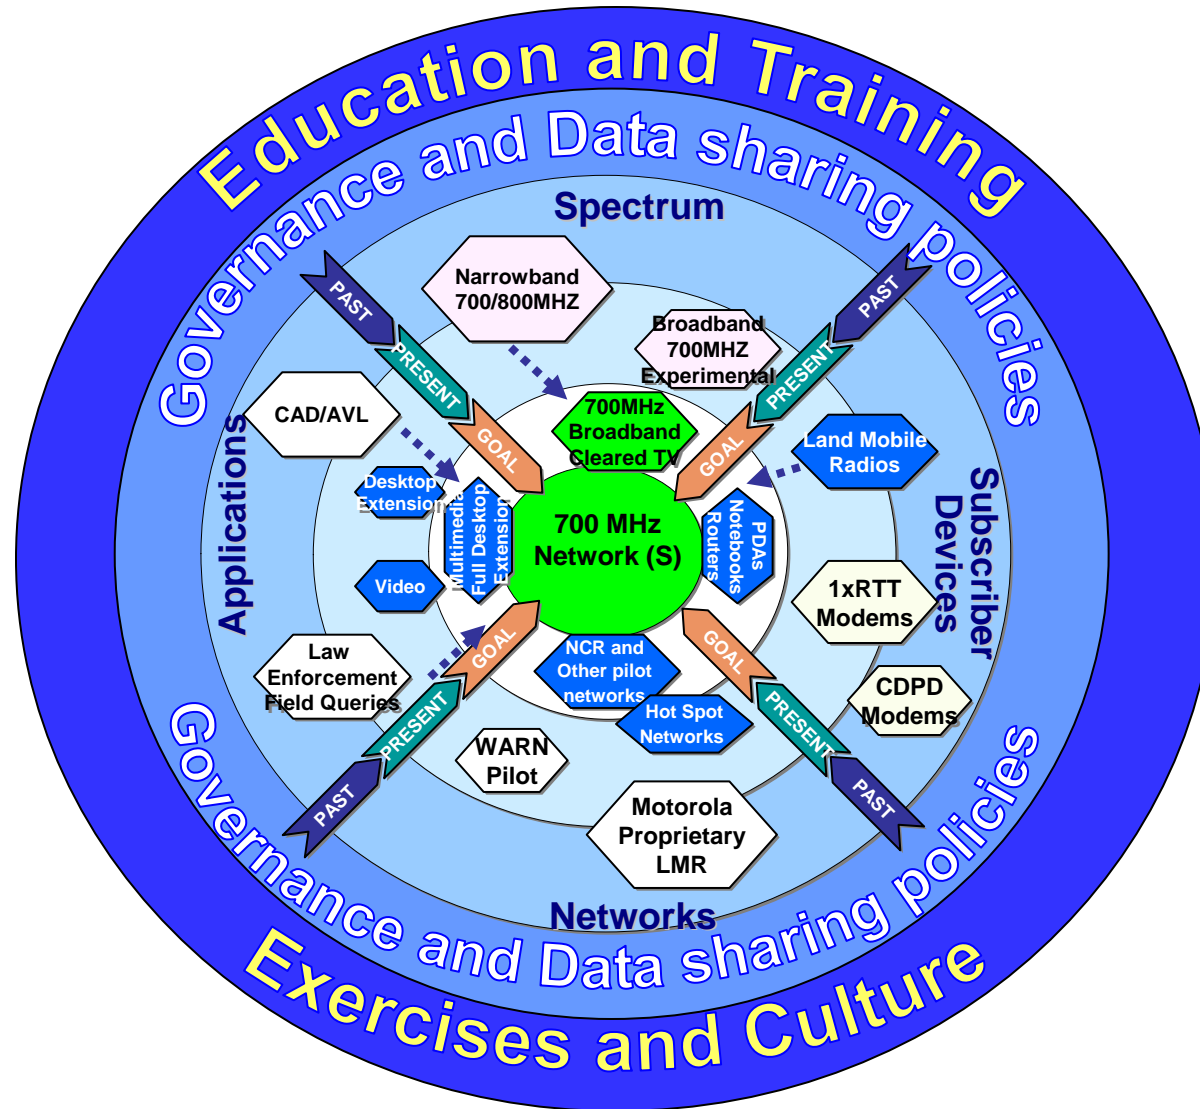 Education and Training
Governance and Data sharing policies
Spectrum
Narrowband
700/800MHZ
Broadband
700MHZ
Experimental
700MHz
Broadband
Cleared TV
PAST
PRESENT
GOAL
PAST
PRESENT
GOAL
Applications
CAD/AVL
Desktop
Extension
Multimedia
Full Desktop
Extension
Video
Law
Enforcement
Field Queries
700 MHz
Network (S)
Subscriber
Devices
Land Mobile
Radios
PDAs
Notebooks
Routers
1xRTT
Modems
CDPD
Modems
GOAL
PRESENT
PAST
GOAL
PRESENT
PAST
NCR and
Other pilot
networks
Hot Spot
Networks
WARN
Pilot
Motorola
Proprietary
LMR
Networks
Governance and Data sharing policies
Exercises and Culture